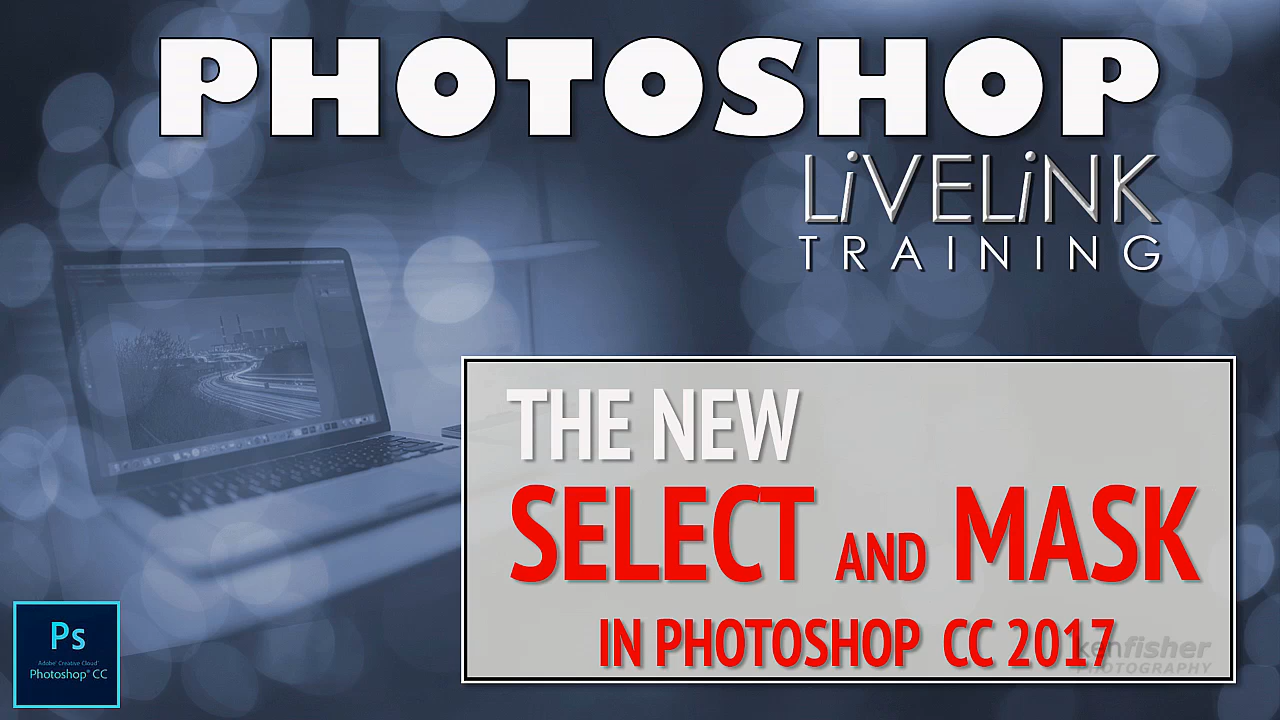 PHOTOSHOP
LiVELiNK
TRAINING
THE NEW
SELECT AND MASK
IN PHOTOSHOP CC 2017
kenfisher
PHOTOGRAPHY
Ps
Adobe® Creative Cloud™
Photoshop® CC